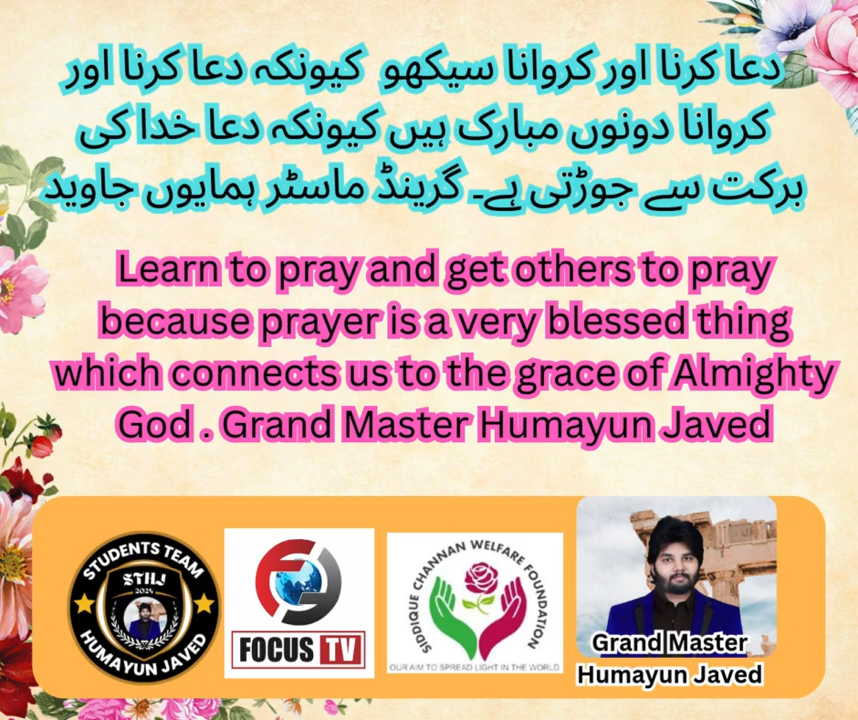 دعا کرنا اور کروانا سیکھو کیونکہ دعا کرنا اور
کروانا دونوں مبارک ہیں کیونکہ دعا خدا کی
برکت سے جوڑتی ہے۔ گرینڈ ماسٹر ہمایوں جاوید
Learn to pray and get others to pray
because prayer is a very blessed thing
which connects us to the grace of Almighty
God . Grand Master Humayun Javed
STUDENTS TEAM
STHJ
2024
HUMAYUN JAVED
FOCUS TV
SIDDIQUE CHANNAN WELFARE FOUNDATION
OUR AIM TO SPREAD LIGHT IN THE WORLD
Grand Master
Humayun Javed